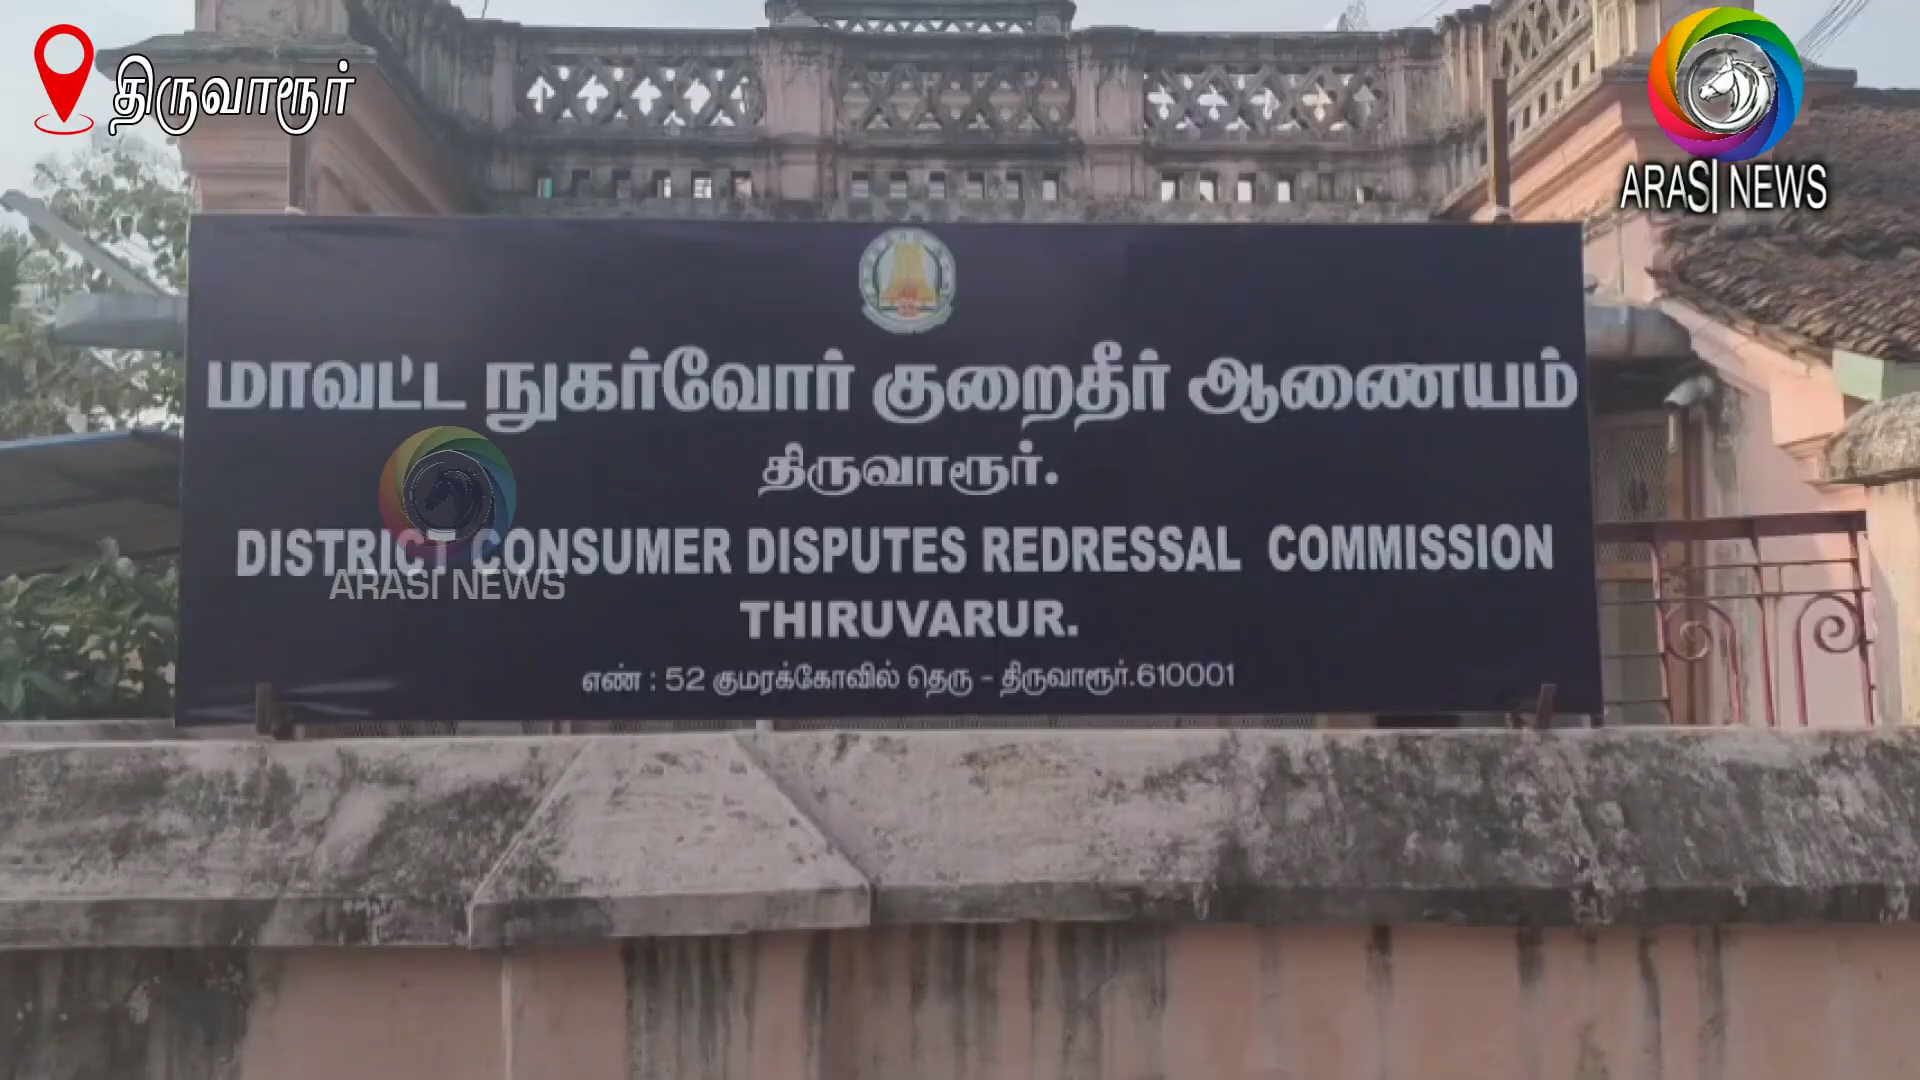 திருவாரூர்
ARASI NEWS
மாவட்ட நுகர்வோர் குறைதீர் ஆணையம்
திருவாரூர்.
DISTRICT CONSUMER DISPUTES REDRESSAL COMMISSION
ARASI NEWS
THIRUVARUR.
எண் : 52 குமரக்கோவில் தெரு - திருவாரூர்.610001